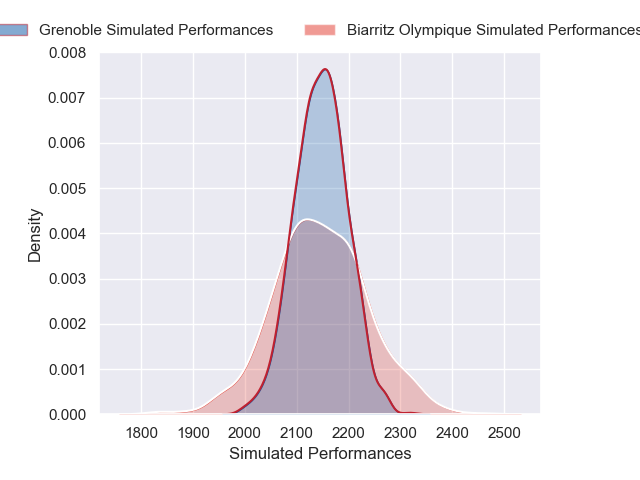 Grenoble Simulated Performances
Biarritz Olympique Simulated Performances
0.008
0.007
0.006
0.005
0.004
0.003
0.002
0.001
0.000
Density
1800 1900 2000 2100 2200 2300 2400 2500
Simulated Performances